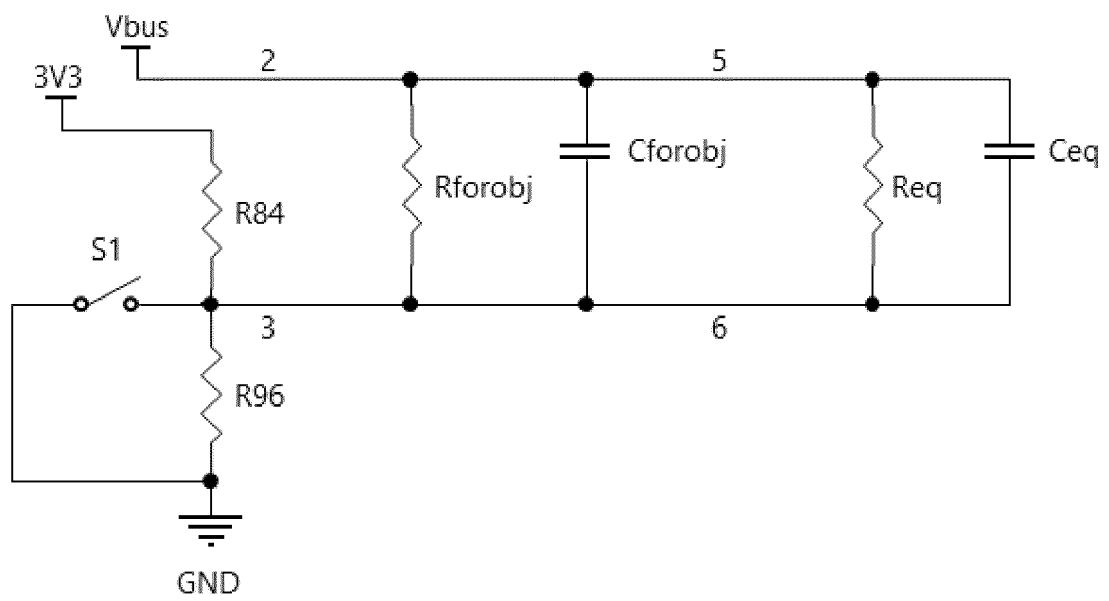 Vbus
2
5
3V3
Cforobj
Ceq
Rforobj
Req
R84
S1
3
6
R96
GND